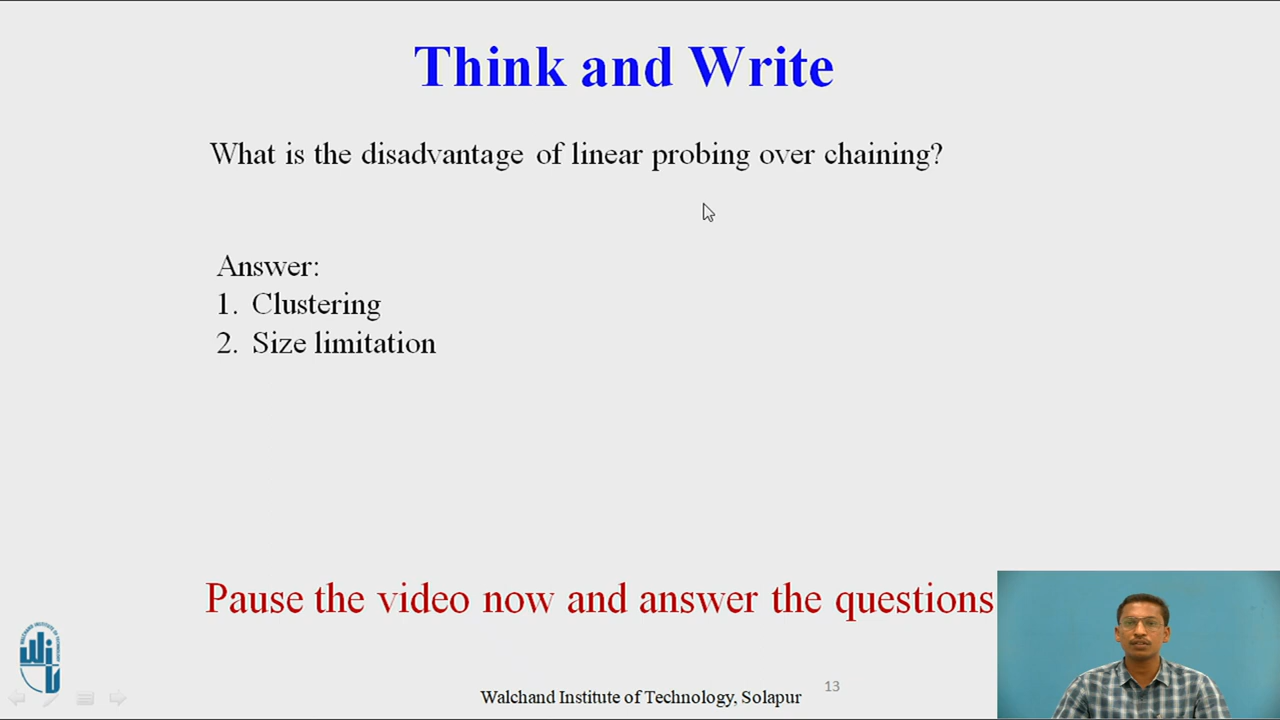 Think and Write
What is the disadvantage of linear probing over chaining?
Answer:
1. Clustering
2. Size limitation
Pause the video now and answer the questions
Walchand Institute of Technology, Solapur
13